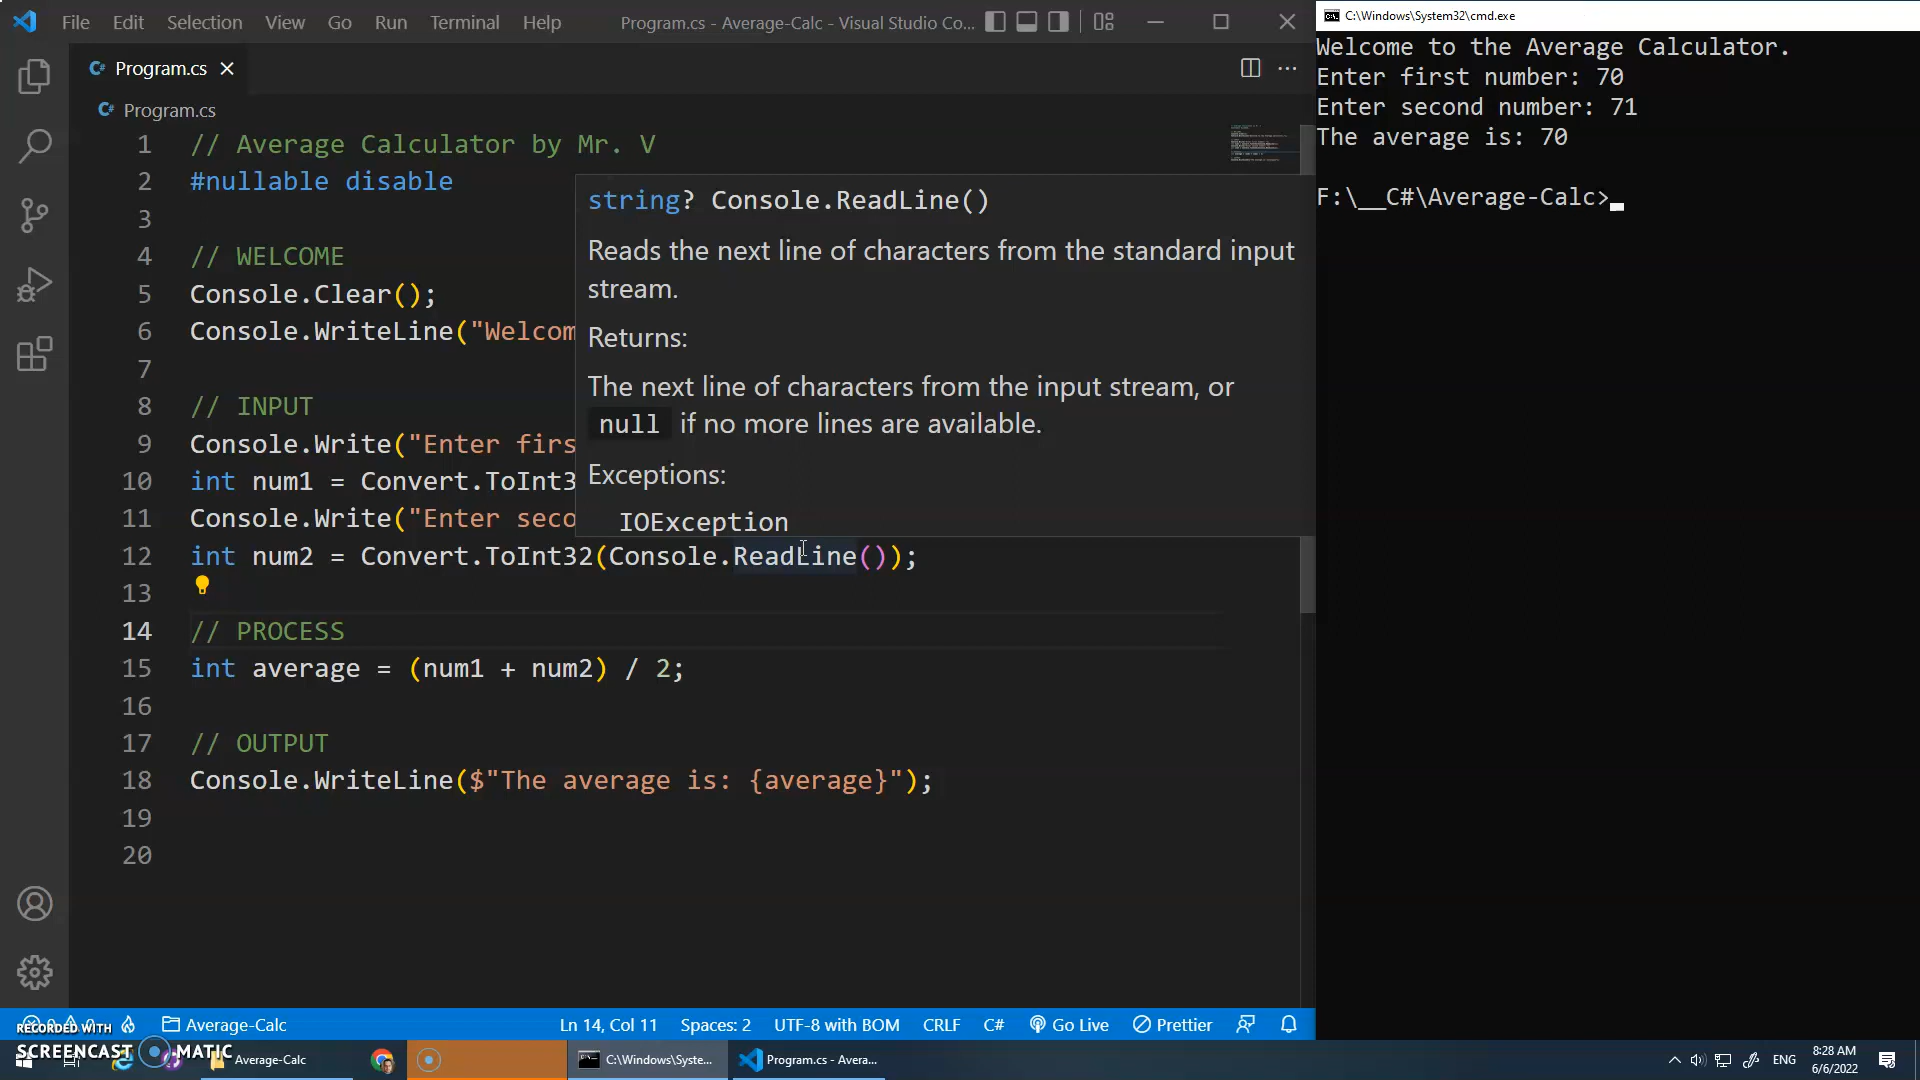 File Edit Selection View Go Run Terminal Help Program.cs - Average-Calc - Visual Studio Co...
Program.cs
Program.cs
1 // Average Calculator by Mr. V
2 #nullable disable
3
4 // WELCOME
5 Console.Clear();
6 Console.WriteLine("Welcom
7
8 // INPUT
9 Console.Write("Enter firs
10 int num1 = Convert.ToInt3
11 Console.Write("Enter seco
12 int num2 = Convert.ToInt32(Console.ReadLine());
13
14 // PROCESS
15 int average = (num1 + num2) / 2;
16
17 // OUTPUT
18 Console.WriteLine($"The average is: {average}");
19
20
string? Console.ReadLine()
Reads the next line of characters from the standard input
stream.
Returns:
The next line of characters from the input stream, or
null if no more lines are available.
Exceptions:
IOException
C:\Windows\System32\cmd.exe
Welcome to the Average Calculator.
Enter first number: 70
Enter second number: 71
The average is: 70
F:\__C#\Average-Calc>
Average-Calc Ln 14, Col 11 Spaces: 2 UTF-8 with BOM CRLF C# Go Live Prettier
RECORDED WITH
SCREENCAST MATIC
Average-Calc C:\Windows\Syste... Program.cs - Avera... ENG 8:28 AM
6/6/2022